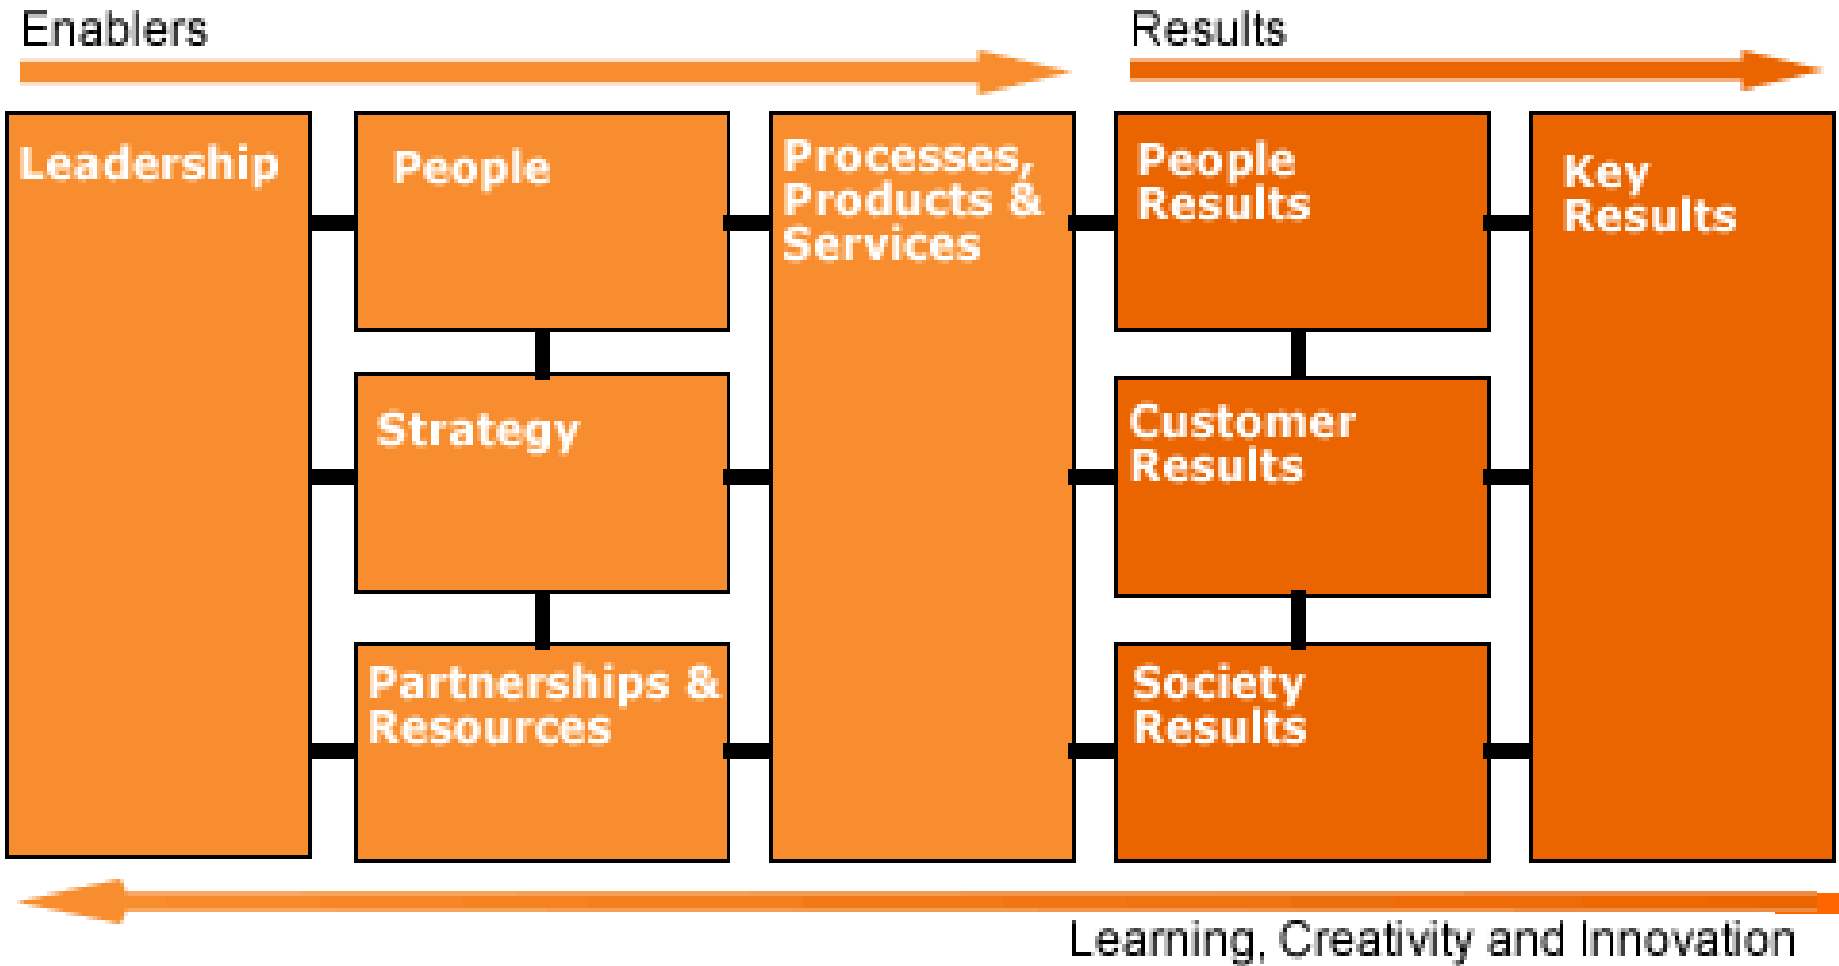 Enablers
Results
Leadership
People
Processes,
Products &
Services
People
Results
Key
Results
Strategy
Customer
Results
Partnerships &
Resources
Society
Results
Learning, Creativity and Innovation